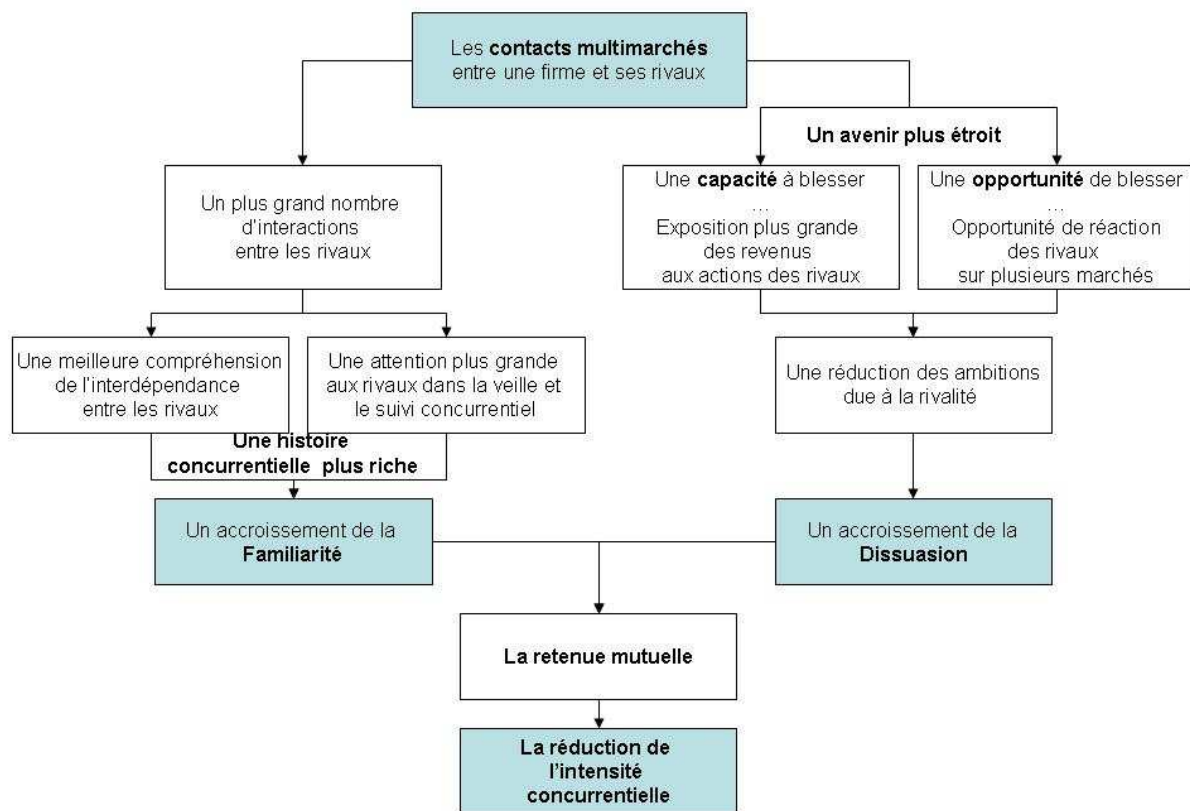 Les contacts multimarchés
entre une firme et ses rivaux
Un avenir plus étroit
Un plus grand nombre
d'interactions
entre les rivaux
Une capacité à blesser
...
Exposition plus grande
des revenus
aux actions des rivaux
Une opportunité de blesser
...
Opportunité de réaction
des rivaux
sur plusieurs marchés
Une meilleure compréhension
de l'interdépendance
entre les rivaux
Une attention plus grande
aux rivaux dans la veille et
le suivi concurrentiel
Une réduction des ambitions
due à la rivalité
Une histoire
concurrentielle plus riche
Un accroissement de la
Familiarité
Un accroissement de la
Dissuasion
La retenue mutuelle
La réduction de
l'intensité
concurrentielle